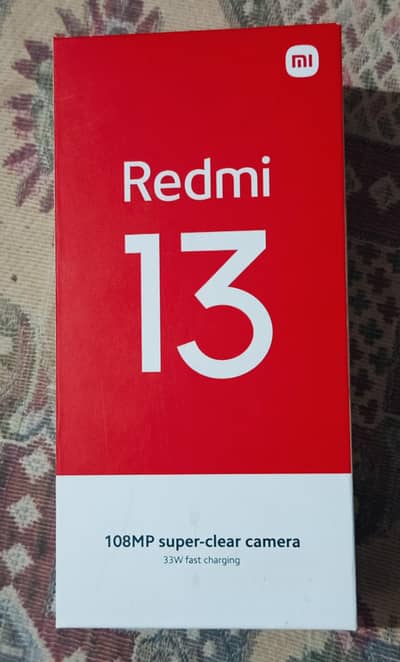 mi
Redmi
13
108MP super-clear camera
33W fast charging